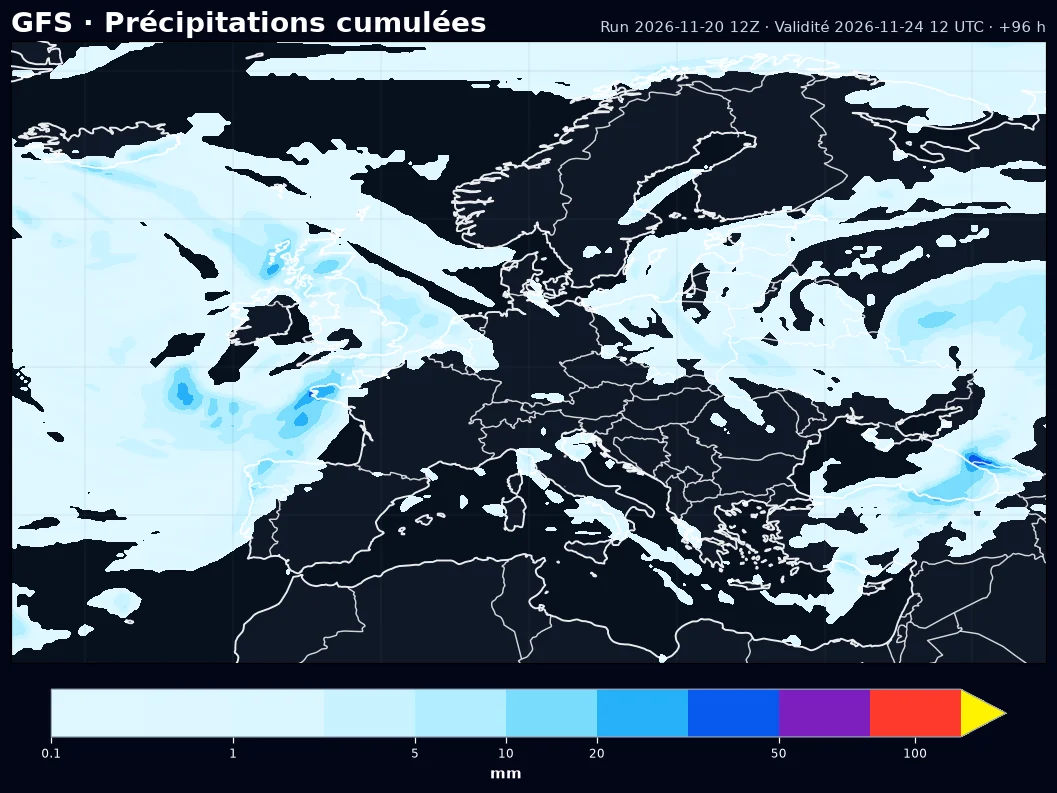 GFS · Précipitations cumulées
Run 2026-11-20 12Z · Validité 2026-11-24 12 UTC · +96 h
0.1 1 5 10 20 50 100
mm